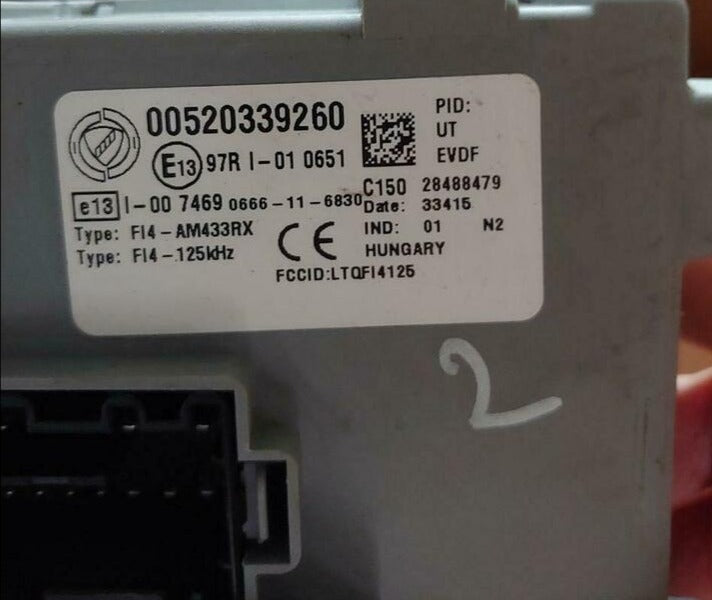 00520339260
E13 97R I-01 0651
e13 I-00 7469 0666-11-6830
Type: FI4-AM433RX
Type: FI4-125kHz
CE
PID:
UT
EVDF
C150 28488479
Date: 33415
IND: 01 N2
HUNGARY
FCCID:LTQFI4125
2